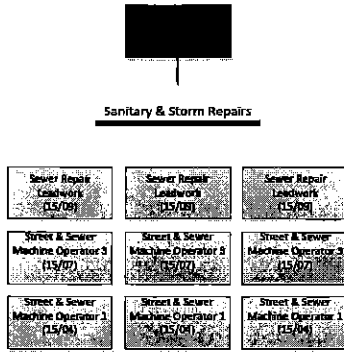 Sanitary & Storm Repairs
Sewer Repair
Leadwork
(15/09)
Sewer Repair
Leadwork
(15/09)
Sewer Repair
Leadwork
(15/09)
Street & Sewer
Machine Operator 3
(15/07)
Street & Sewer
Machine Operator 3
(15/07)
Street & Sewer
Machine Operator 3
(15/07)
Street & Sewer
Machine Operator 1
(15/04)
Street & Sewer
Machine Operator 1
(15/04)
Street & Sewer
Machine Operator 1
(15/04)